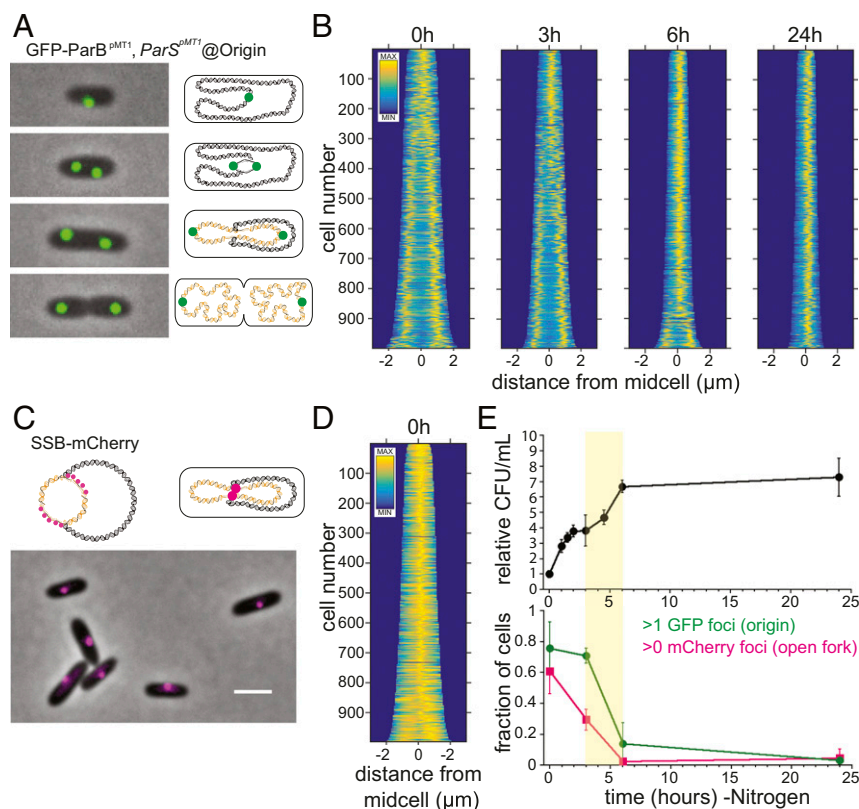 A
GFP-ParB pMT1, ParS pMT1@Origin
B
0h
3h
6h
24h
MAX
MIN
100
200
300
400
500
600
700
800
900
cell number
-2
0
2
-2
0
2
-2
0
2
-2
0
2
distance from midcell (µm)
C
SSB-mCherry
D
0h
MAX
MIN
100
200
300
400
500
600
700
800
900
cell number
2
0
-2
distance from
midcell (µm)
E
10
9
8
7
6
5
4
3
2
1
relative CFU/mL
0
5
10
15
20
25
>1 GFP foci (origin)
>0 mCherry foci (open fork)
1
0.8
0.6
0.4
0.2
0
fraction of cells
0
5
10
15
20
25
time (hours) -Nitrogen